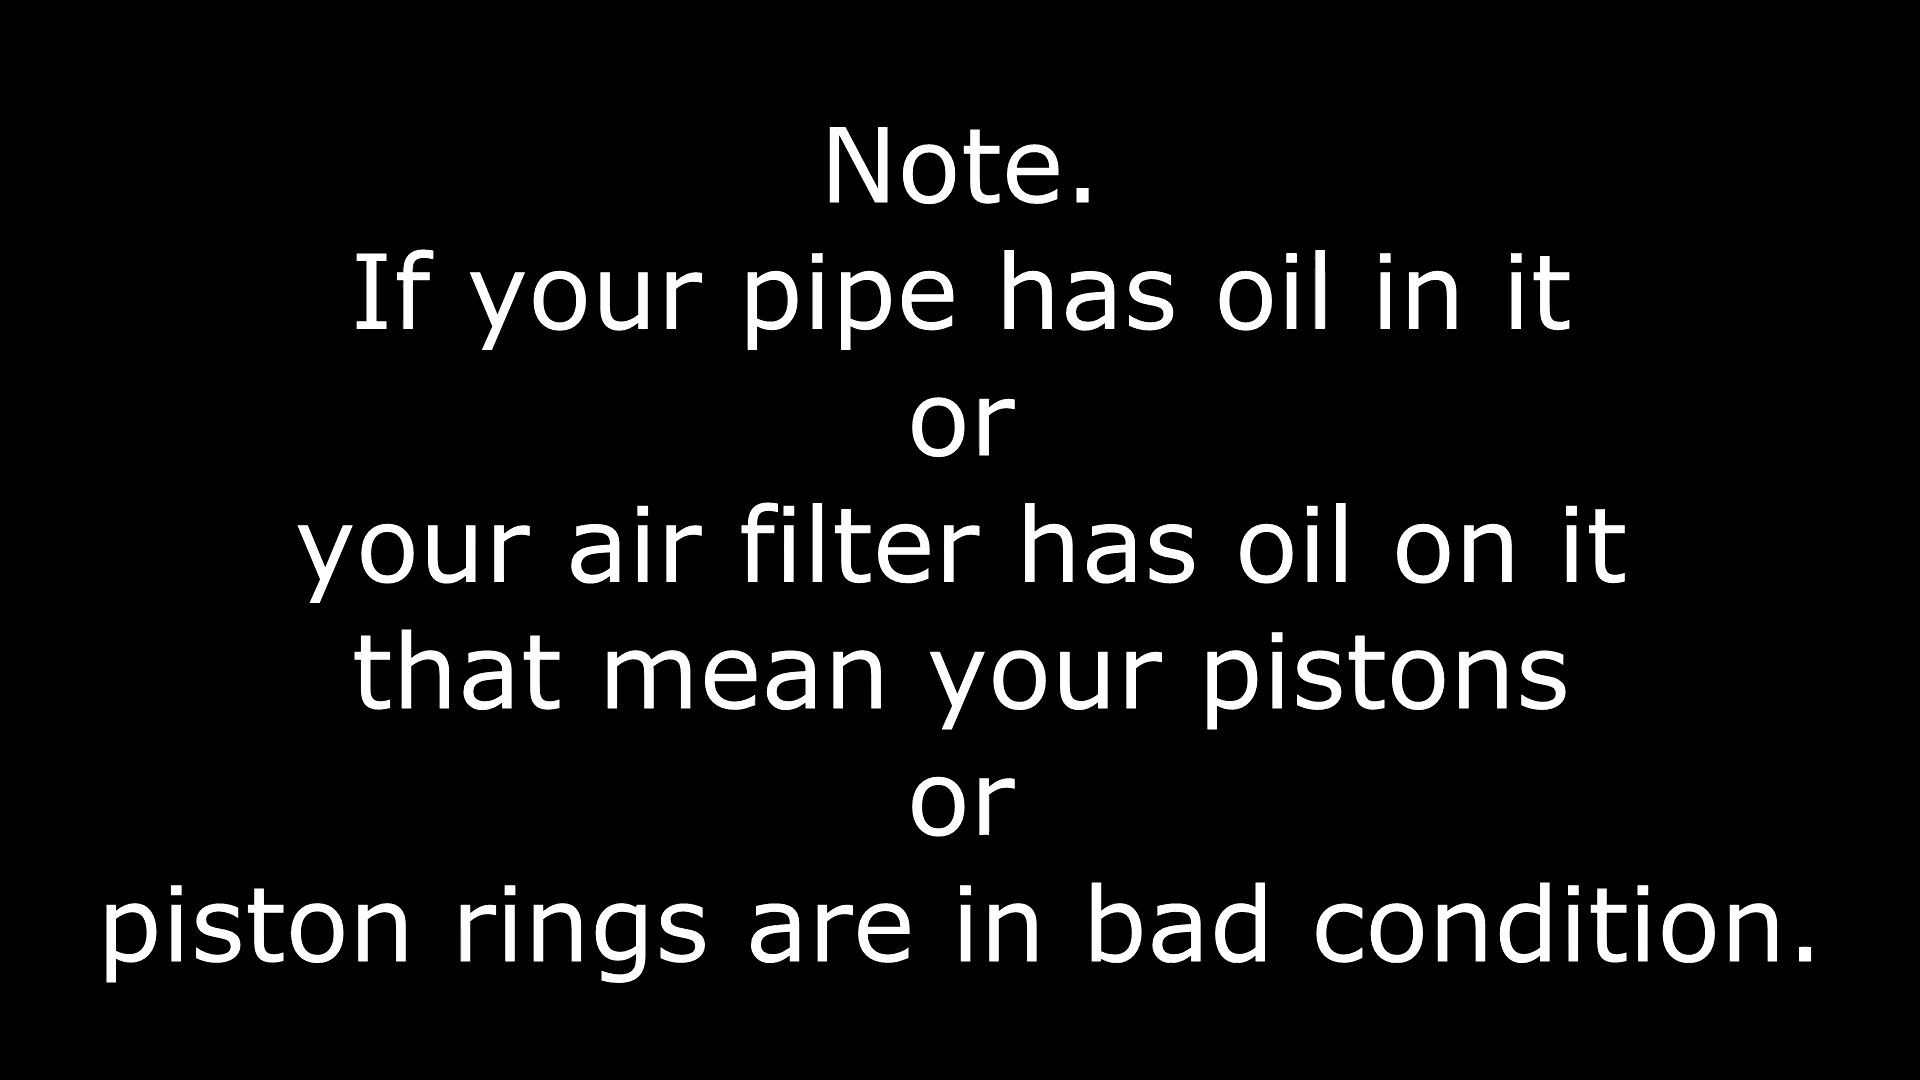 Note.
If your pipe has oil in it
or
your air filter has oil on it
that mean your pistons
or
piston rings are in bad condition.